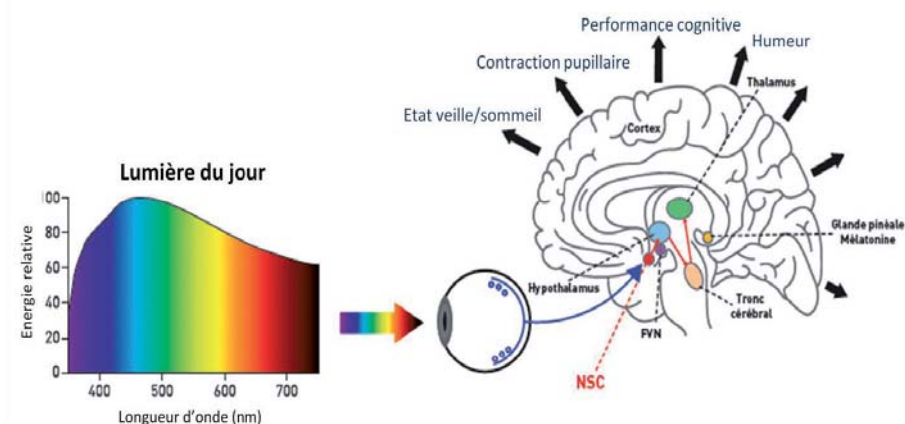 Performance cognitive
Humeur
Contraction pupillaire
Thalamus
Etat veille/sommeil
Cortex
Lumière du jour
00
80
60
40
20
0
Energie relative
400
500
600
700
Longueur d'onde (nm)
Glande pinéale
Mélatonine
Hypothalamus
Tronc
cérébral
FVN
NSC